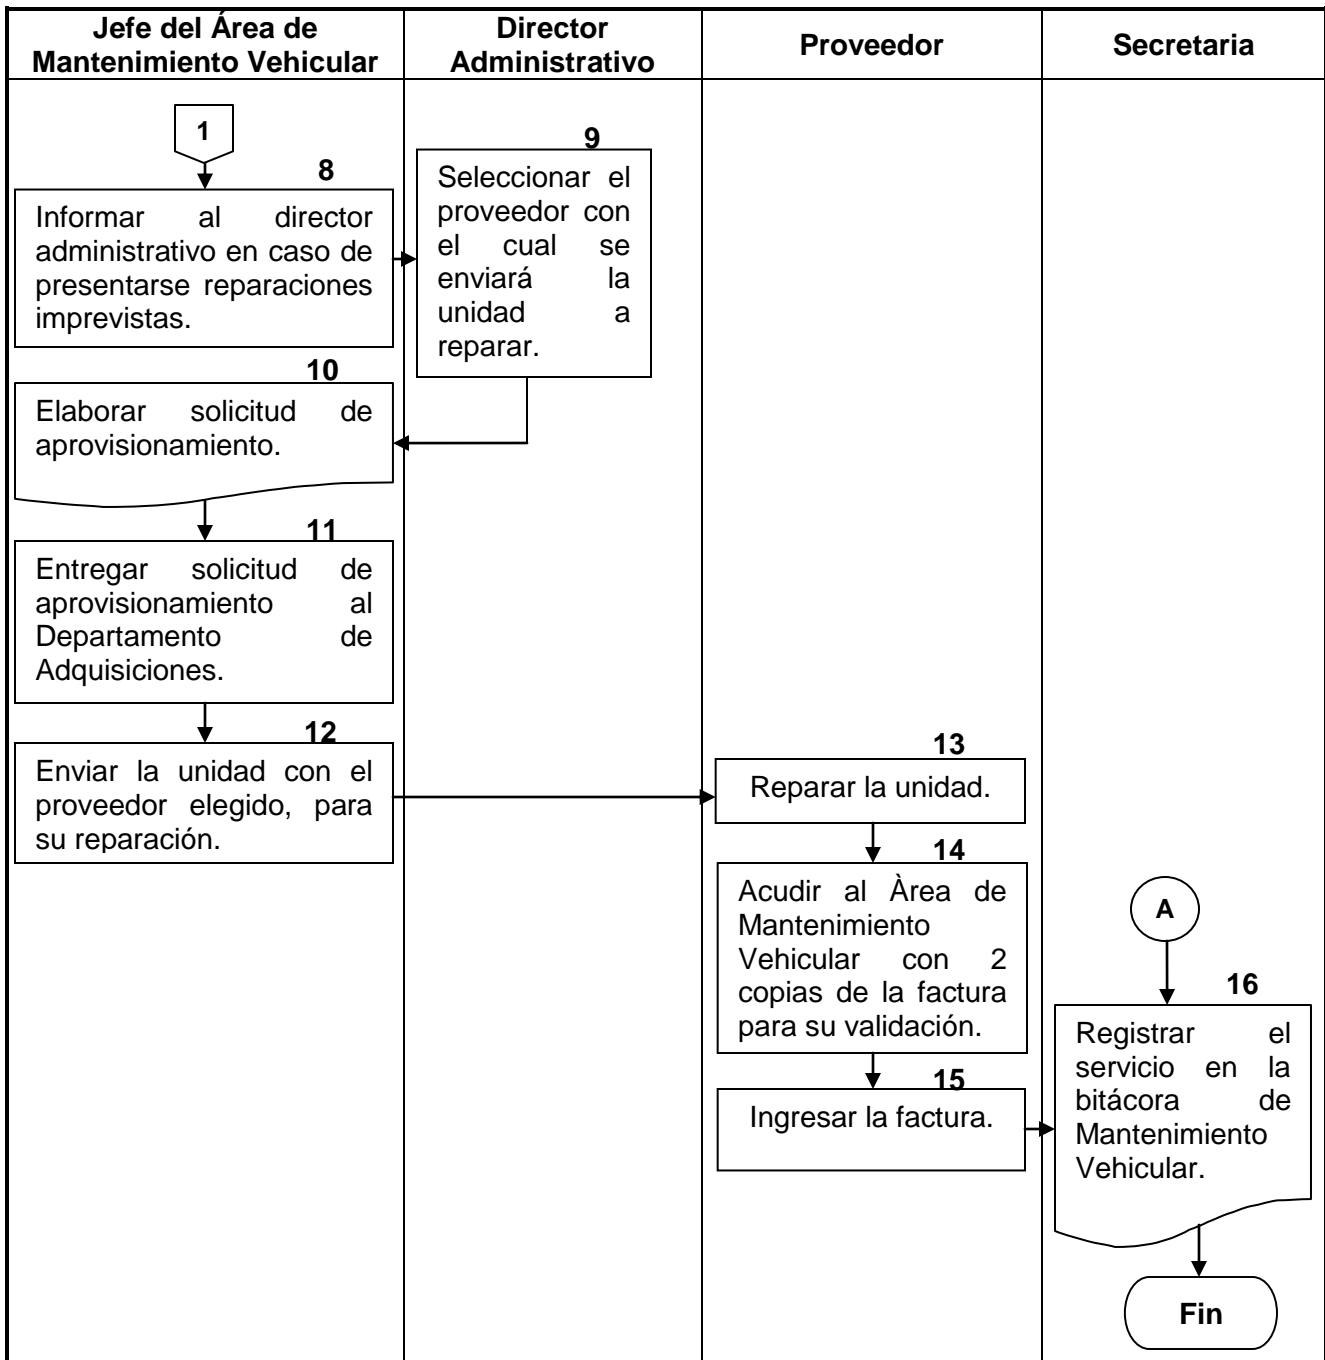 Jefe del Área de
Mantenimiento Vehicular
Director
Administrativo
Proveedor
Secretaria
1
8
Informar al director
administrativo en caso de
presentarse reparaciones
imprevistas.
9
Seleccionar el
proveedor con
el cual se
enviará la
unidad a
reparar.
10
Elaborar solicitud de
aprovisionamiento.
11
Entregar solicitud de
aprovisionamiento al
Departamento de
Adquisiciones.
12
Enviar la unidad con el
proveedor elegido, para
su reparación.
13
Reparar la unidad.
14
Acudir al Àrea de
Mantenimiento
Vehicular con 2
copias de la factura
para su validación.
15
Ingresar la factura.
A
16
Registrar el
servicio en la
bitácora de
Mantenimiento
Vehicular.
Fin